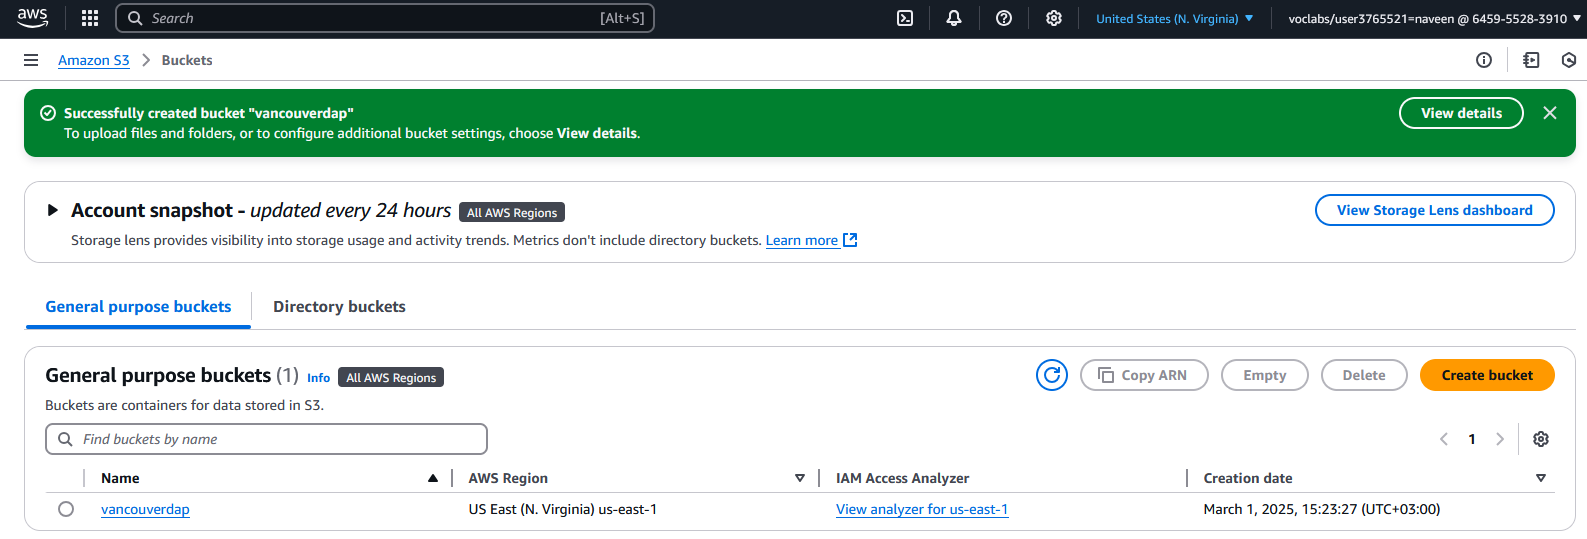 aws
Search [Alt+S] United States (N. Virginia) voclabs/user3765521=naveen @ 6459-5528-3910
Amazon S3 Buckets
Successfully created bucket "vancouverdap"
To upload files and folders, or to configure additional bucket settings, choose View details.
View details
Account snapshot - updated every 24 hours All AWS Regions
View Storage Lens dashboard
Storage lens provides visibility into storage usage and activity trends. Metrics don't include directory buckets. Learn more
General purpose buckets Directory buckets
General purpose buckets (1) Info All AWS Regions
Copy ARN Empty Delete Create bucket
Buckets are containers for data stored in S3.
Find buckets by name
1
Name AWS Region IAM Access Analyzer Creation date
vancouverdap US East (N. Virginia) us-east-1 View analyzer for us-east-1 March 1, 2025, 15:23:27 (UTC+03:00)